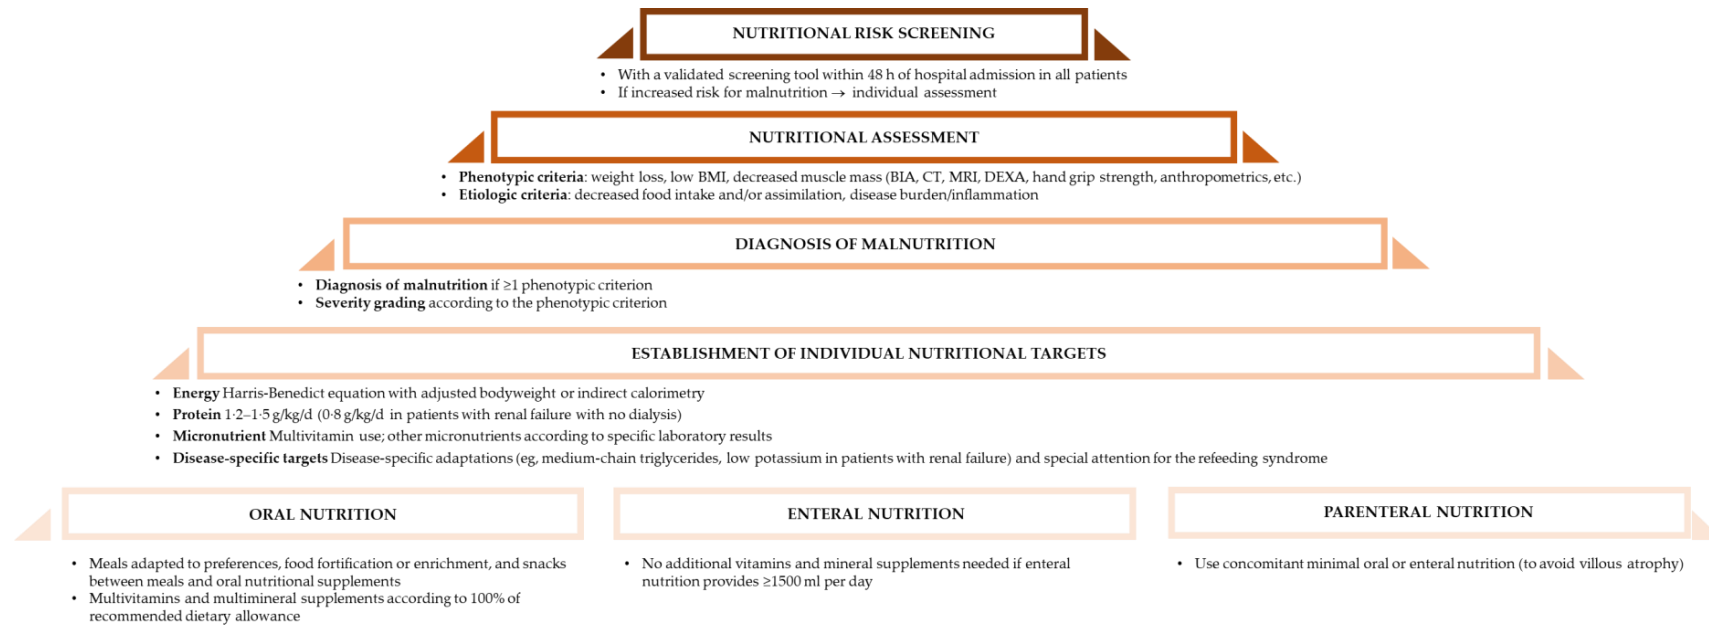 NUTRITIONAL RISK SCREENING
• With a validated screening tool within 48 h of hospital admission in all patients
• If increased risk for malnutrition → individual assessment
NUTRITIONAL ASSESSMENT
• Phenotypic criteria: weight loss, low BMI, decreased muscle mass (BIA, CT, MRI, DEXA, hand grip strength, anthropometrics, etc.)
• Etiologic criteria: decreased food intake and/or assimilation, disease burden/inflammation
DIAGNOSIS OF MALNUTRITION
• Diagnosis of malnutrition if ≥1 phenotypic criterion
• Severity grading according to the phenotypic criterion
ESTABLISHMENT OF INDIVIDUAL NUTRITIONAL TARGETS
• Energy Harris-Benedict equation with adjusted bodyweight or indirect calorimetry
• Protein 1·2–1·5 g/kg/d (0·8 g/kg/d in patients with renal failure with no dialysis)
• Micronutrient Multivitamin use; other micronutrients according to specific laboratory results
• Disease-specific targets Disease-specific adaptations (eg, medium-chain triglycerides, low potassium in patients with renal failure) and special attention for the refeeding syndrome
ORAL NUTRITION
• Meals adapted to preferences, food fortification or enrichment, and snacks
between meals and oral nutritional supplements
• Multivitamins and multimineral supplements according to 100% of
recommended dietary allowance
ENTERAL NUTRITION
• No additional vitamins and mineral supplements needed if enteral
nutrition provides ≥1500 ml per day
PARENTERAL NUTRITION
• Use concomitant minimal oral or enteral nutrition (to avoid villous atrophy)